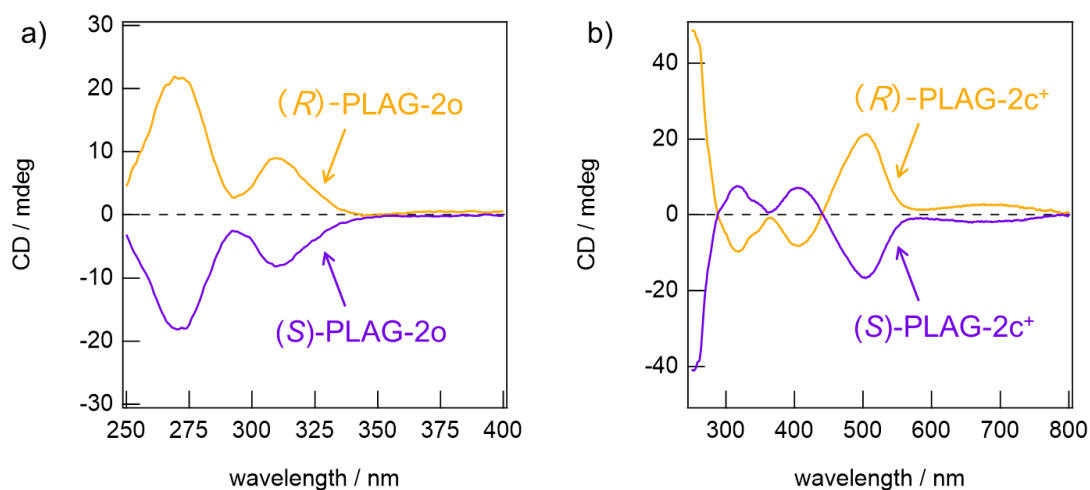 a)
CD / mdeg
30
20
10
0
-10
-20
-30
(R)-PLAG-2o
(S)-PLAG-2o
250 275 300 325 350 375 400
wavelength / nm
b)
CD / mdeg
40
20
0
-20
-40
(R)-PLAG-2c⁺
(S)-PLAG-2c⁺
300 400 500 600 700 800
wavelength / nm